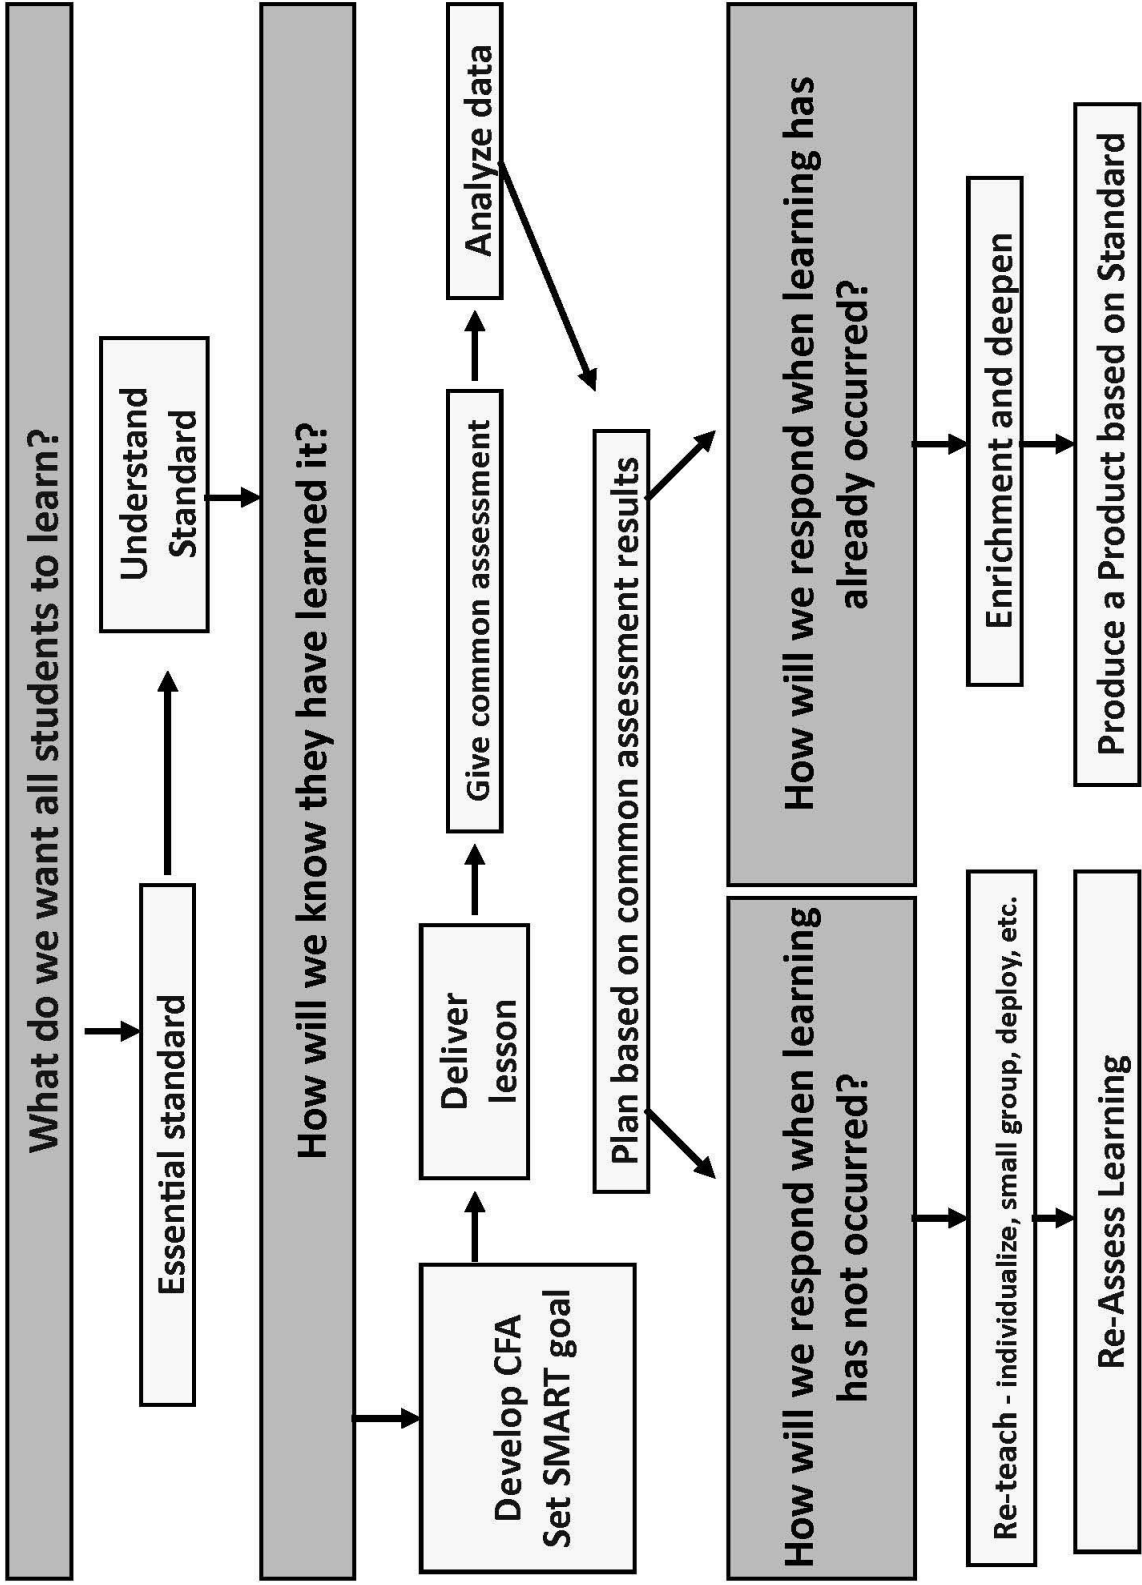 What do we want all students to learn?
Essential standard
Understand
Standard
How will we know they have learned it?
Develop CFA
Set SMART goal
Deliver
lesson
Give common assessment
Analyze data
Plan based on common assessment results
How will we respond when learning
has not occurred?
How will we respond when learning has
already occurred?
Re-teach - individualize, small group, deploy, etc.
Enrichment and deepen
Re-Assess Learning
Produce a Product based on Standard